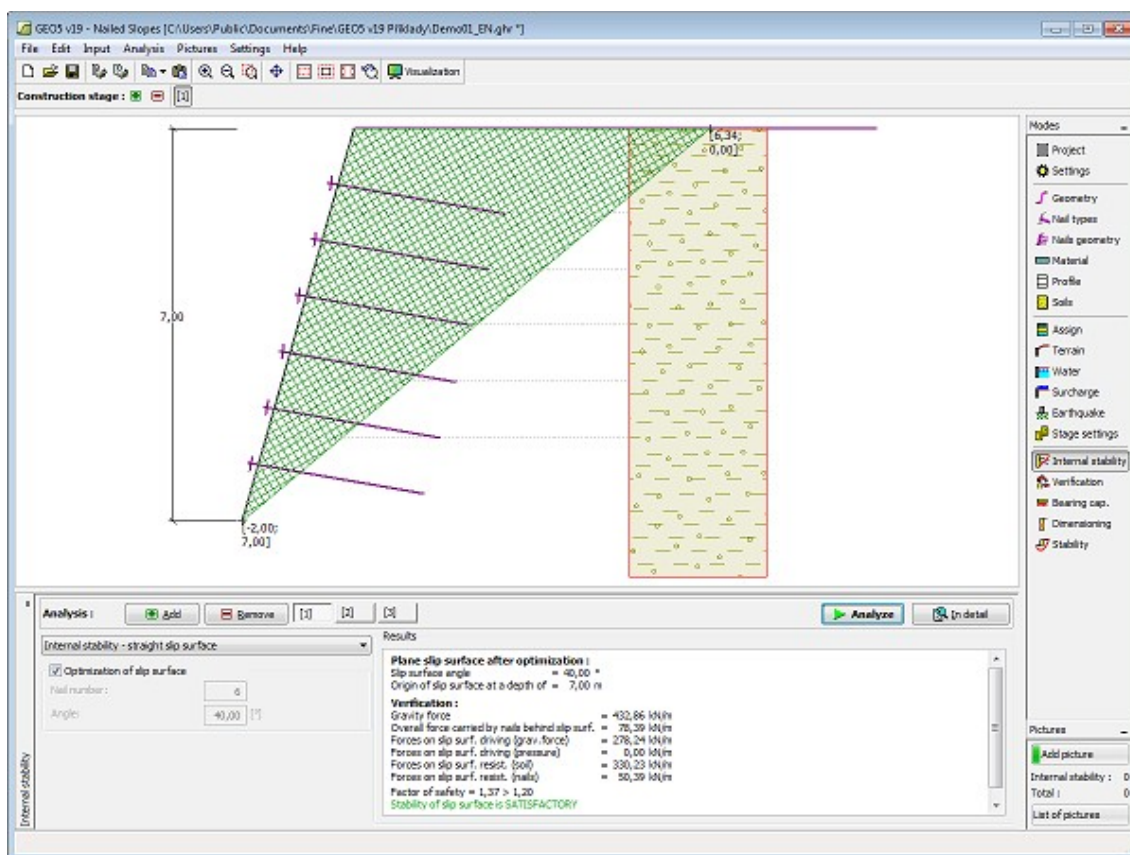 GEO5 v19 - Nailed Slopes [C:\Users\Public\Documents\Fine\GEO5 v19 Příklady\Demo01_EN.ghr *]
File Edit Input Analysis Pictures Settings Help
Visualization
Construction stage : [1]
[6,34;
0,00]
7,00
[-2,00;
7,00]
Modes
Project
Settings
Geometry
Nail types
Nails geometry
Material
Profile
Soils
Assign
Terrain
Water
Surcharge
Earthquake
Stage settings
Internal stability
Verification
Bearing cap.
Dimensioning
Stability
Analysis : Add Remove [1] [2] [3] Analyze In detail
Internal stability - straight slip surface
Optimization of slip surface
Nail number : 6
Angle: 40,00 [°]
Results
Plane slip surface after optimization :
Slip surface angle = 40,00 °
Origin of slip surface at a depth of = 7,00 m
Verification :
Gravity force = 432,86 kN/m
Overall force carried by nails behind slip surf. = 78,39 kN/m
Forces on slip surf. driving (grav.force) = 278,24 kN/m
Forces on slip surf. driving (pressure) = 0,00 kN/m
Forces on slip surf. resist. (soil) = 330,23 kN/m
Forces on slip surf. resist. (nails) = 50,39 kN/m
Factor of safety = 1,37 > 1,20
Stability of slip surface is SATISFACTORY
Internal stability
Pictures
Add picture
Internal stability : 0
Total : 0
List of pictures